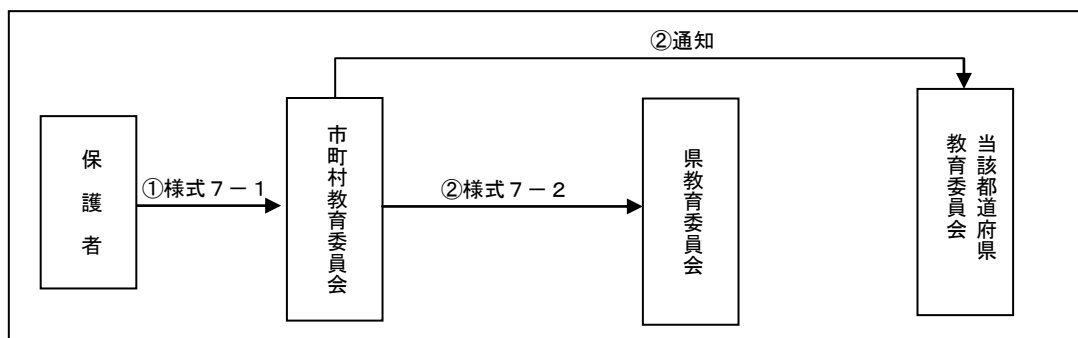 ②通知
保護者
①様式７－１
市町村教育委員会
②様式７－２
県教育委員会
当該都道府県
教育委員会